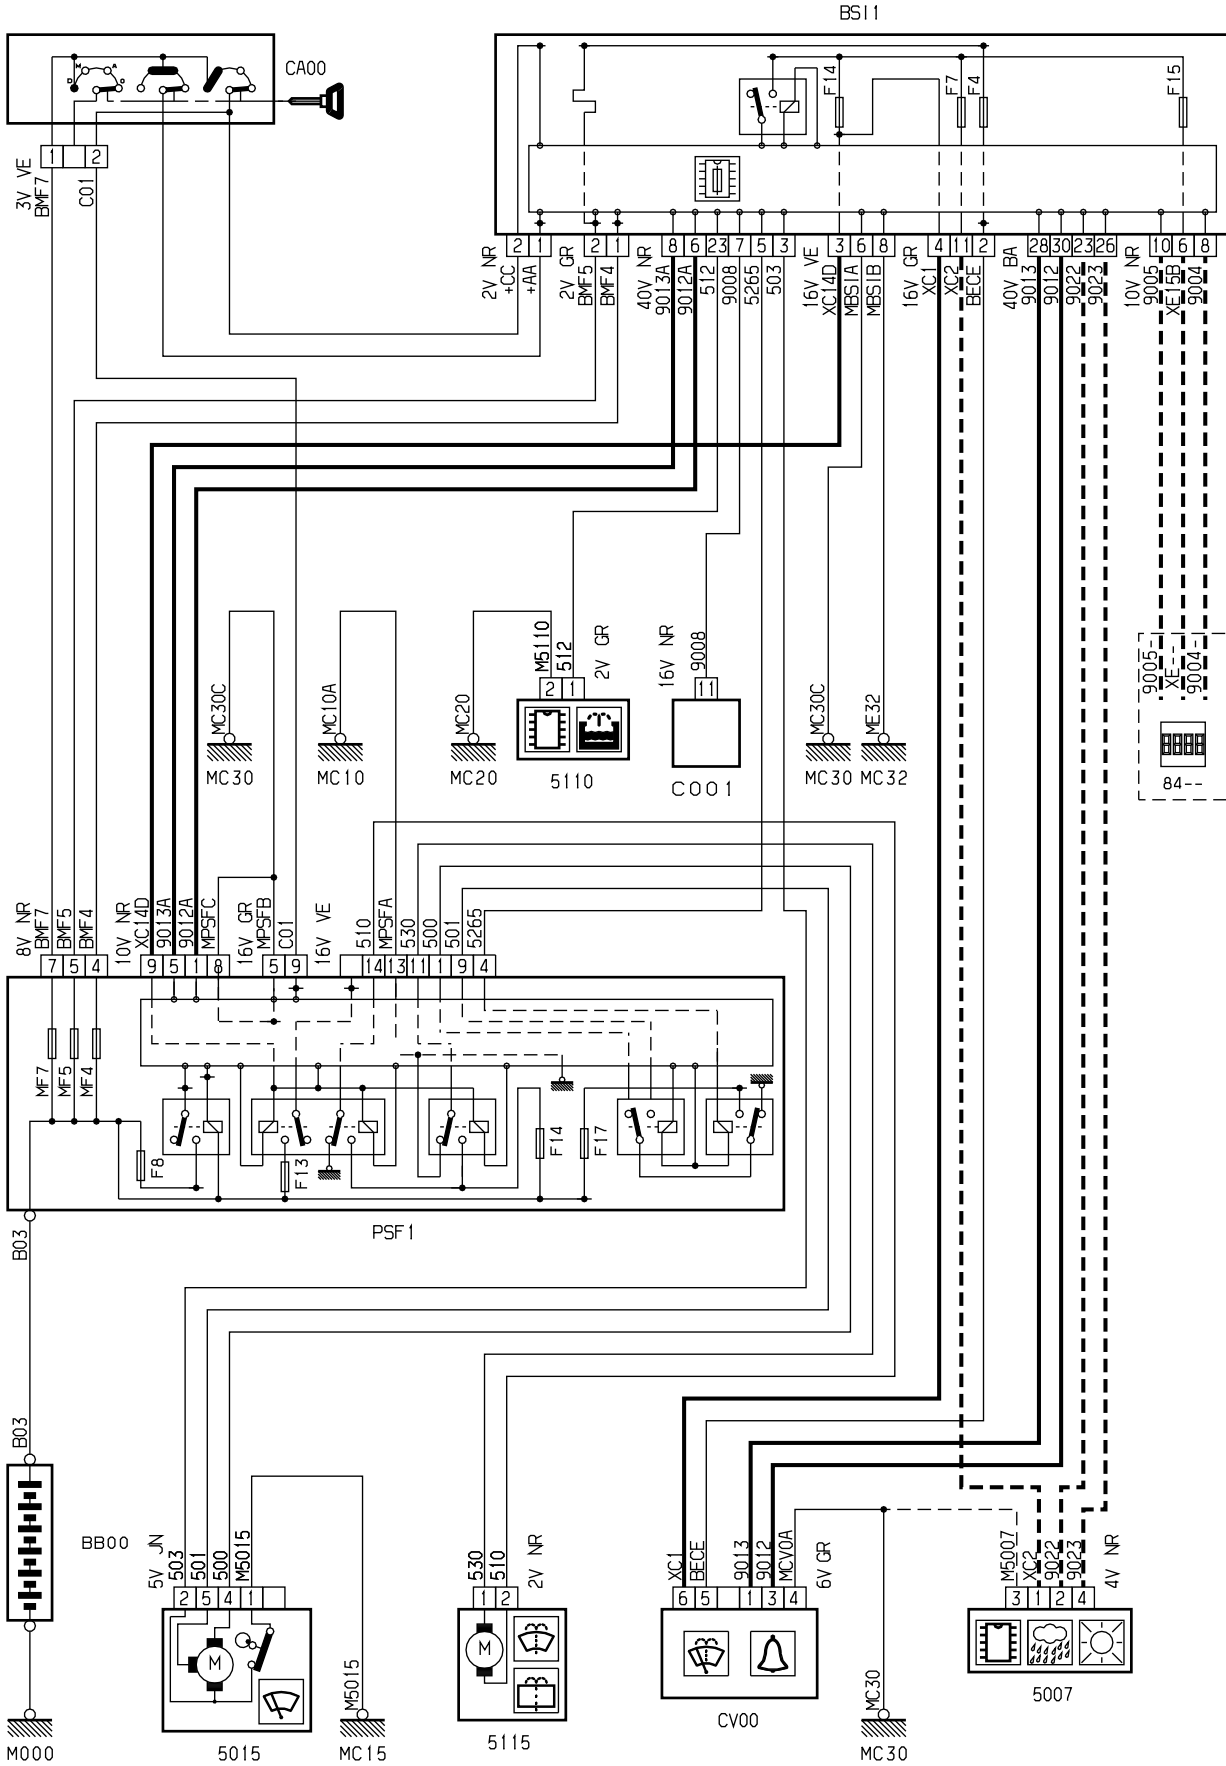 BSI1
CA00
M A
D O
F14
F7
F4
F15
1 2
3V VE
BMF7
C01
2 1 2 1 8 6 23 7 5 3 3 6 8 4 11 2 28 30 23 26 10 6 8
2V NR
+CC
+AA
2V GR
BMF5
BMF4
40V NR
9013A
9012A
512
9008
5265
503
16V VE
XC14D
MBSIA
MBSIB
16V GR
XC1
XC2
BECE
40V BA
9013
9012
9022
9023
10V NR
9005
XE15B
9004
MC30C
MC30
MC10A
MC10
MC20
MC20
M5110
512
2V GR
2 1
5110
16V NR
9008
11
C001
MC30C
MC30
ME32
MC32
9005-
XE--
9004-
84--
8V NR
BMF7
BMF5
BMF4
10V NR
XC14D
9013A
9012A
MPSFC
16V GR
MPSFB
C01
16V VE
510
MPSFA
530
500
501
5265
7 5 4 9 5 1 8 5 9 14 13 11 1 9 4
MF7
MF5
MF4
F8
F13
F14
F17
PSF1
B03
B03
BB00
M000
5V JN
503
501
500
M5015
2 5 4 1
M
5015
M5015
MC15
530
510
2V NR
1 2
M
5115
XC1
BECE
9013
9012
MCV0A
6V GR
6 5 1 3 4
CV00
MC30
MC30
M5007
XC2
9022
9023
4V NR
3 1 2 4
5007